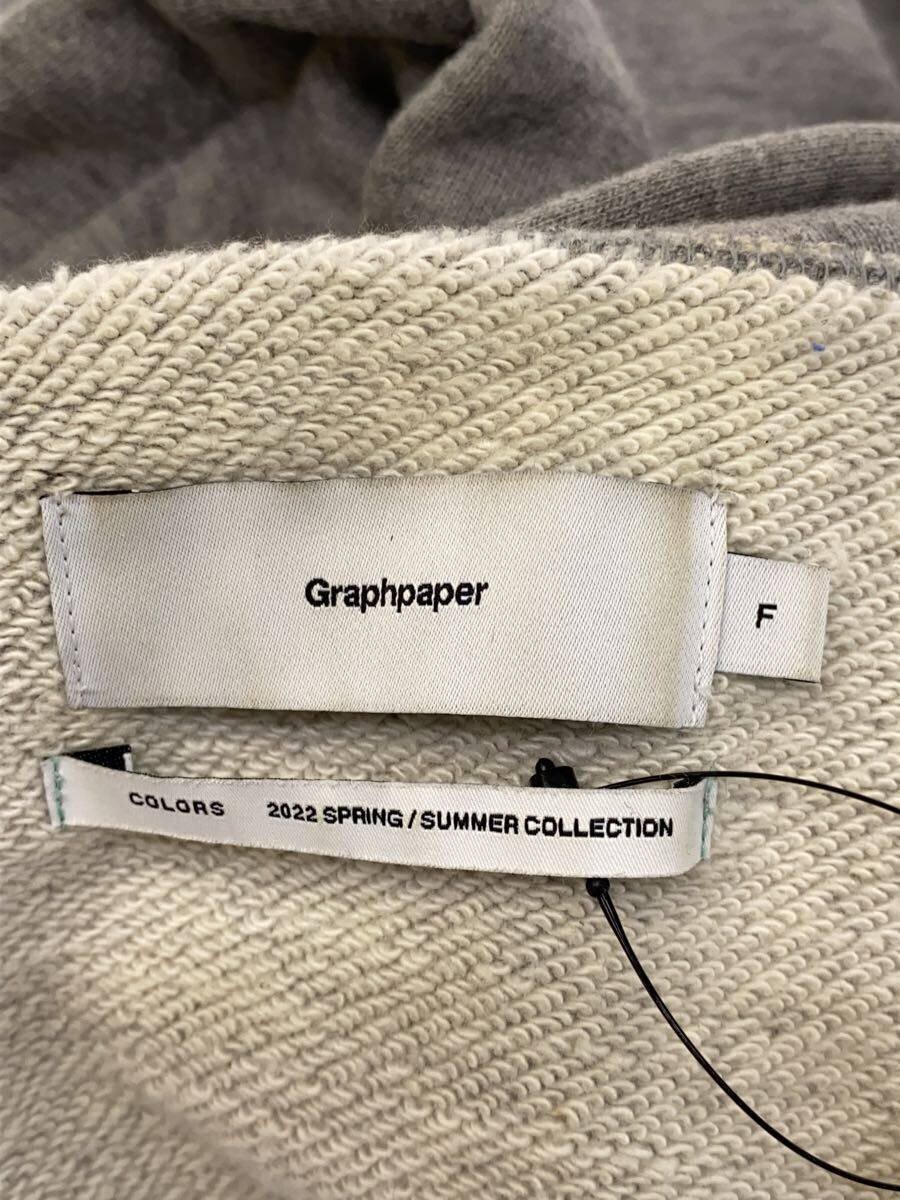 Graphpaper
F
COLORS 2022 SPRING / SUMMER COLLECTION